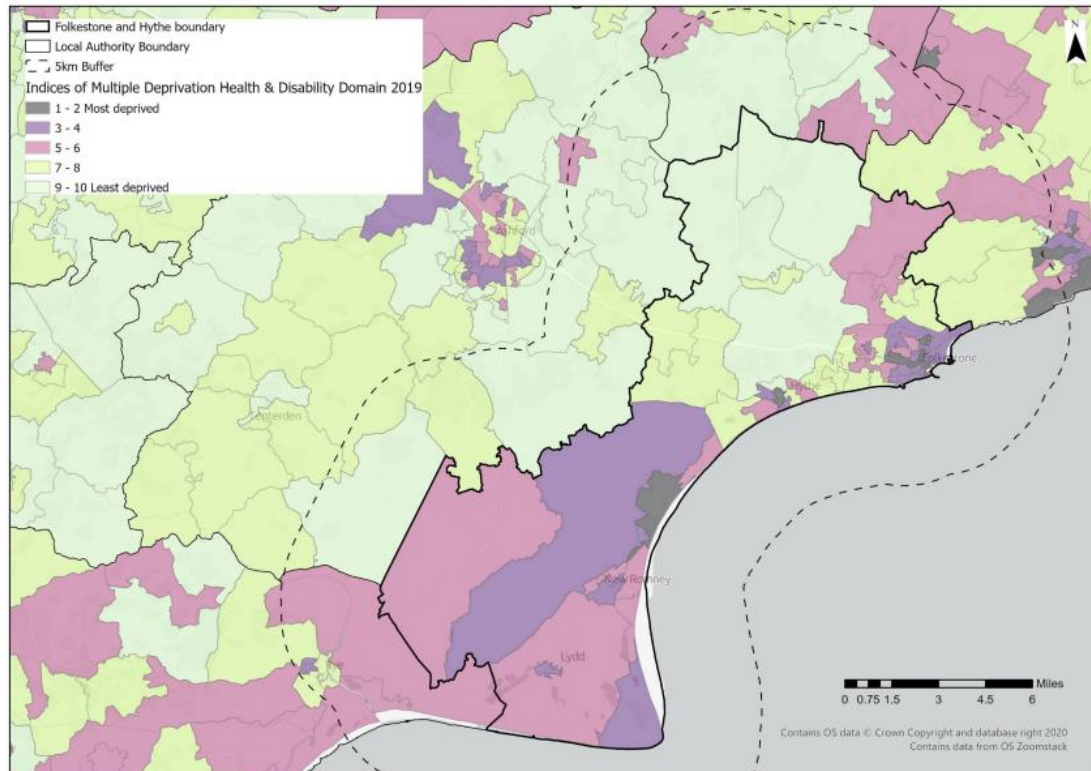 Folkestone and Hythe boundary
Local Authority Boundary
5km Buffer
Indices of Multiple Deprivation Health & Disability Domain 2019
1 - 2 Most deprived
3 - 4
5 - 6
7 - 8
9 - 10 Least deprived
N
Ashford
Folkestone
Hythe
enterden
New Romney
Lydd
Miles
0 0.75 1.5 3 4.5 6
Contains OS data © Crown Copyright and database right 2020
Contains data from OS Zoomstack